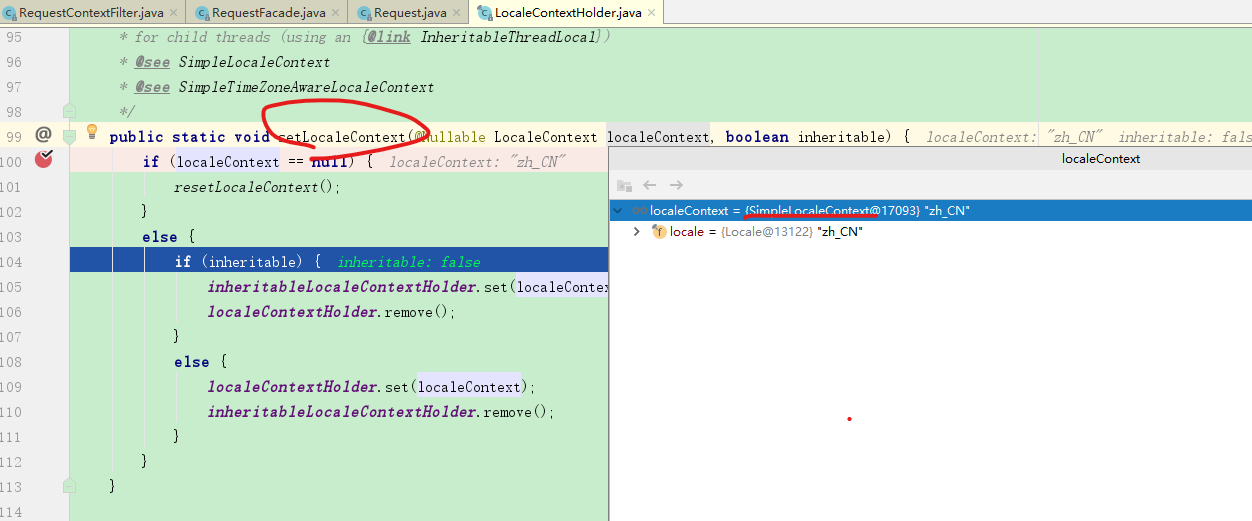 RequestContextFilter.java × RequestFacade.java × Request.java × LocaleContextHolder.java ×
95 * for child threads (using an {@link InheritableThreadLocal})
96 * @see SimpleLocaleContext
97 * @see SimpleTimeZoneAwareLocaleContext
98 */
99 @ public static void setLocaleContext(@Nullable LocaleContext localeContext, boolean inheritable) { localeContext: "zh_CN" inheritable: fals
100 if (localeContext == null) { localeContext: "zh_CN"
101 resetLocaleContext();
102 }
103 else {
104 if (inheritable) { inheritable: false
105 inheritableLocaleContextHolder.set(localeContex
106 localeContextHolder.remove();
107 }
108 else {
109 localeContextHolder.set(localeContext);
110 inheritableLocaleContextHolder.remove();
111 }
112 }
113 }
114
localeContext
localeContext = {SimpleLocaleContext@17093} "zh_CN"
f locale = {Locale@13122} "zh_CN"